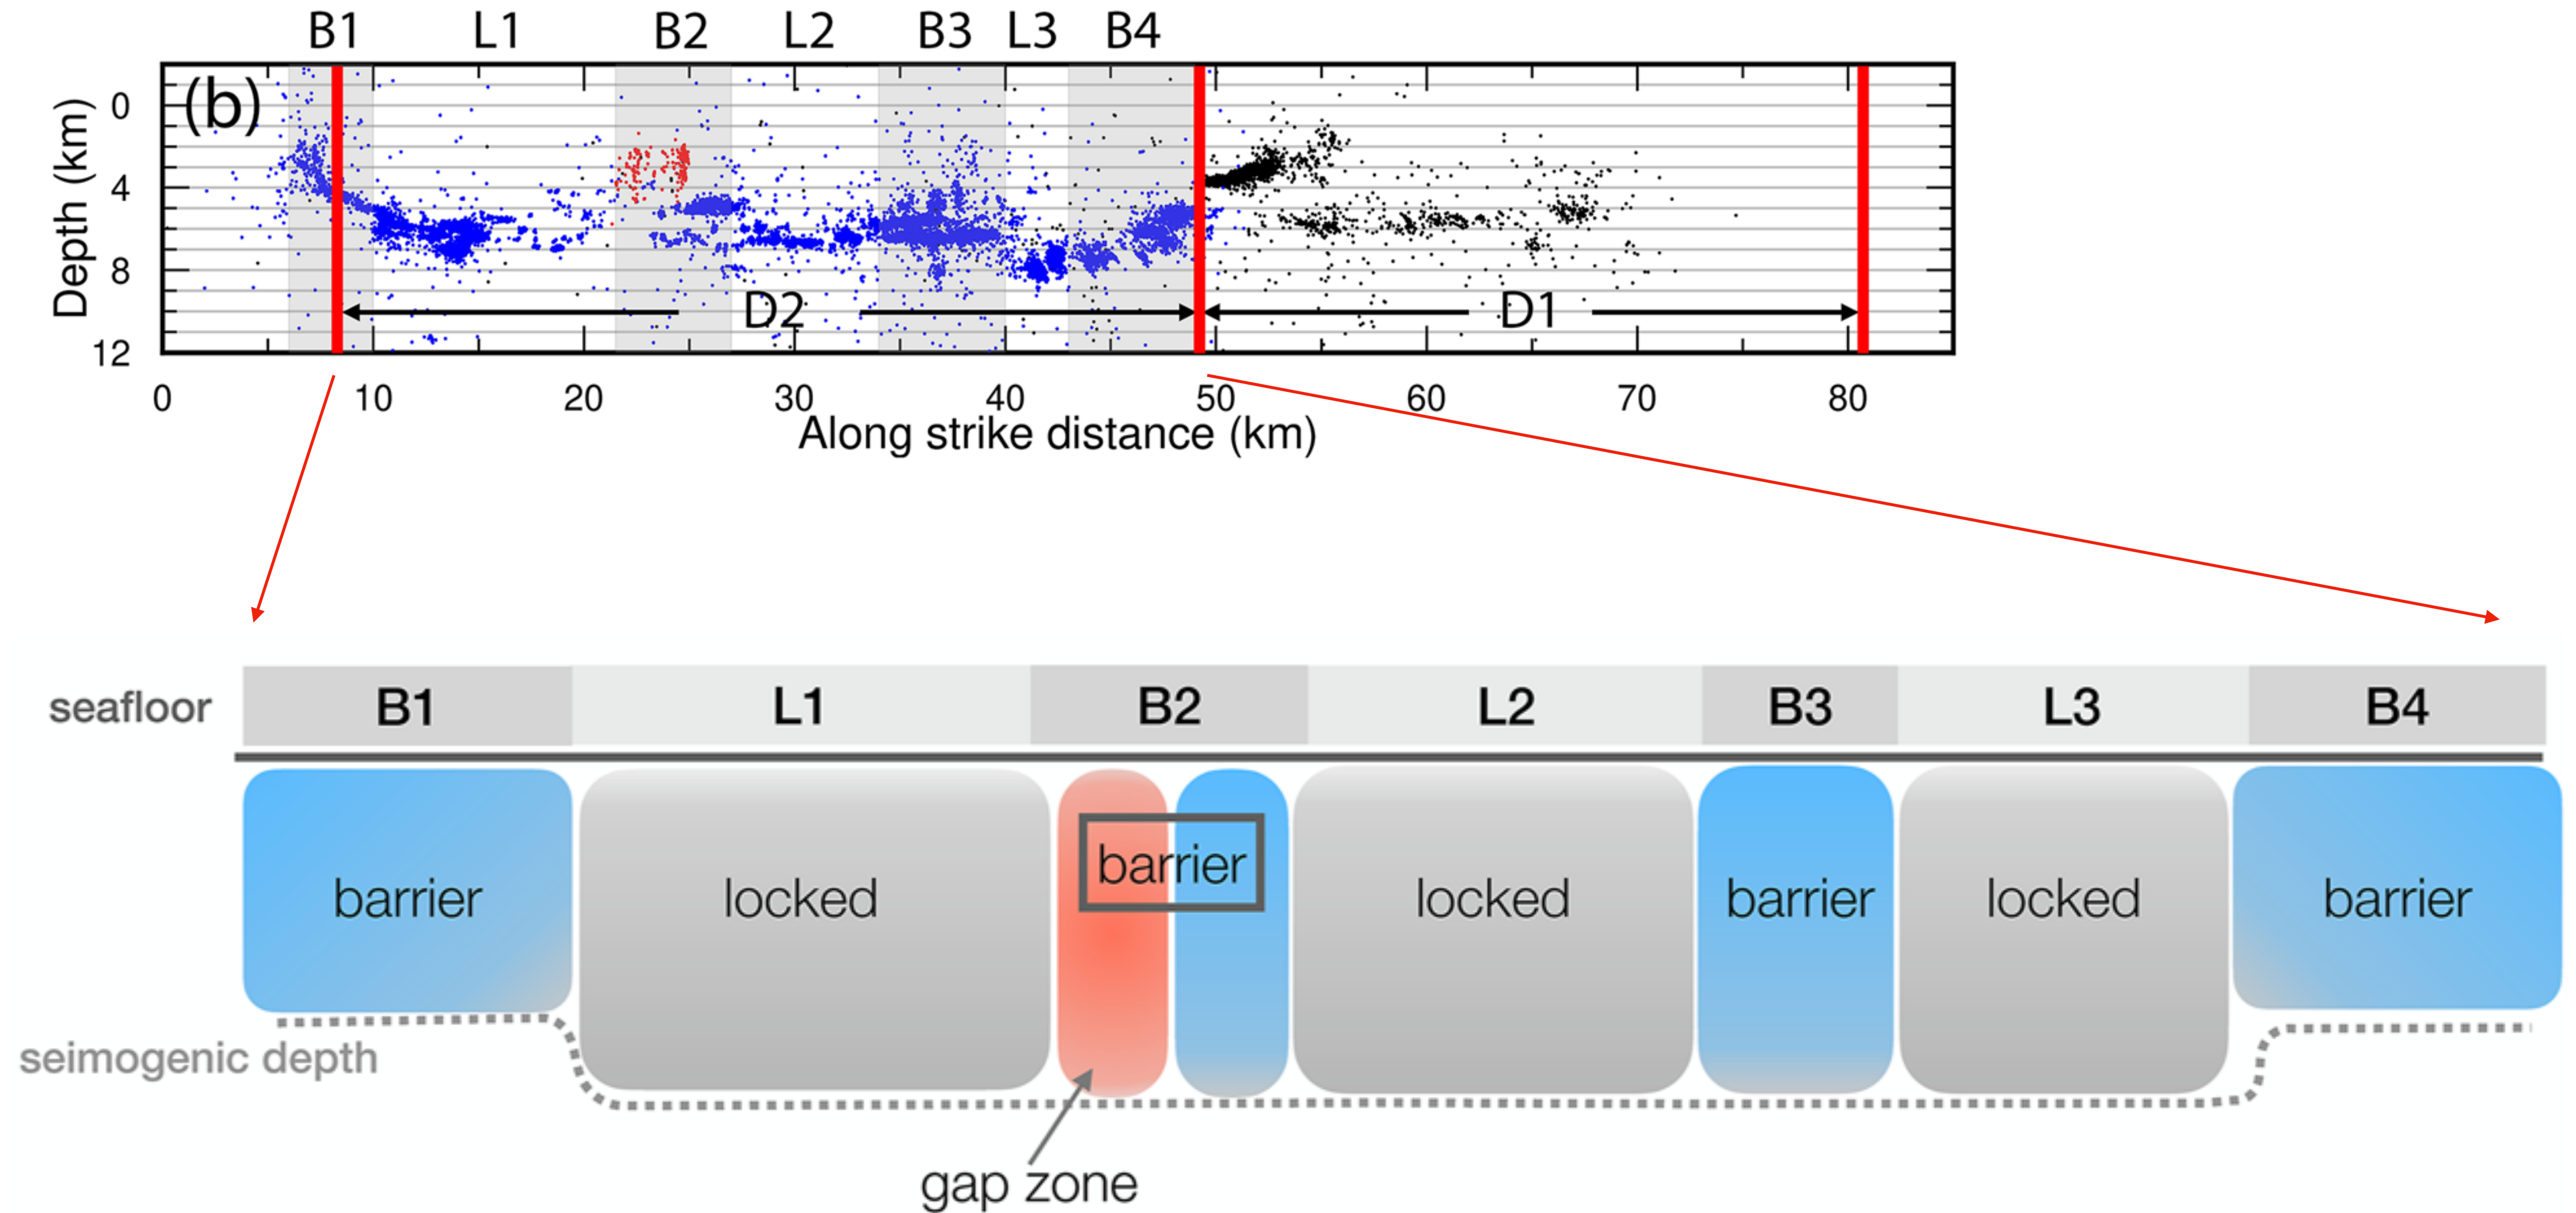 B1 L1 B2 L2 B3 L3 B4
(b)
Depth (km)
0
4
8
12
D2 D1
0 10 20 30 40 50 60 70 80
Along strike distance (km)
seafloor B1 L1 B2 L2 B3 L3 B4
barrier locked barrier locked barrier locked barrier
seimogenic depth
gap zone